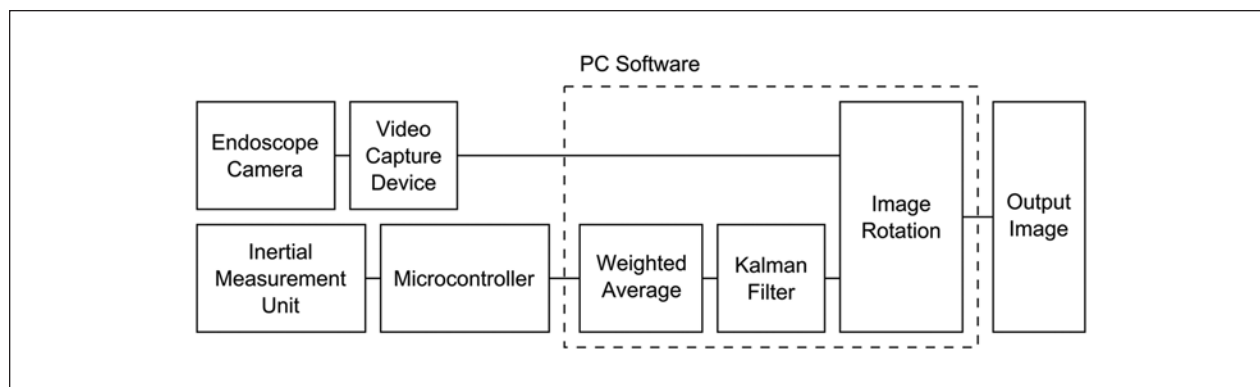 PC Software
Endoscope
Camera
Video
Capture
Device
Inertial
Measurement
Unit
Microcontroller
Weighted
Average
Kalman
Filter
Image
Rotation
Output
Image